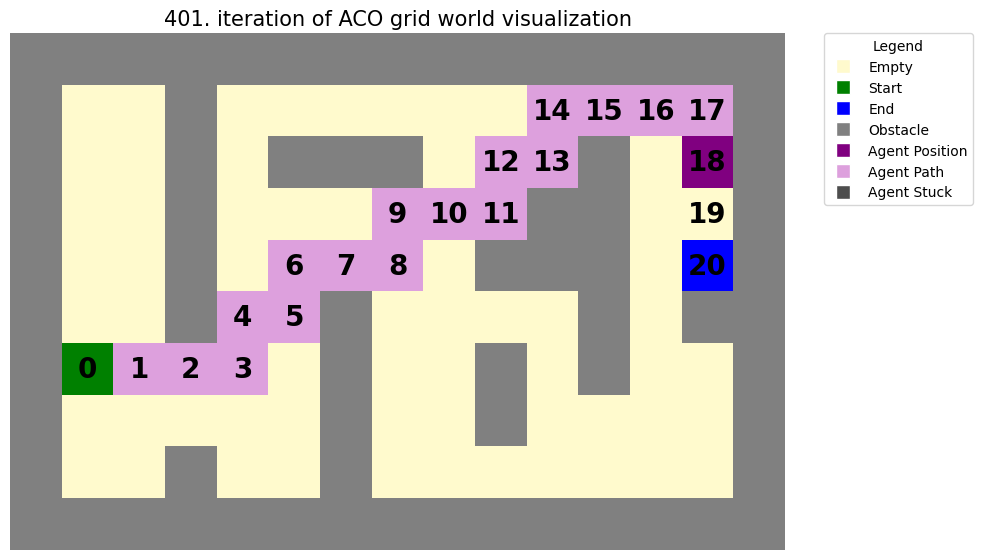 401. iteration of ACO grid world visualization
14 15 16 17
12 13 18
9 10 11 19
6 7 8 20
4 5
0 1 2 3
Legend
Empty
Start
End
Obstacle
Agent Position
Agent Path
Agent Stuck